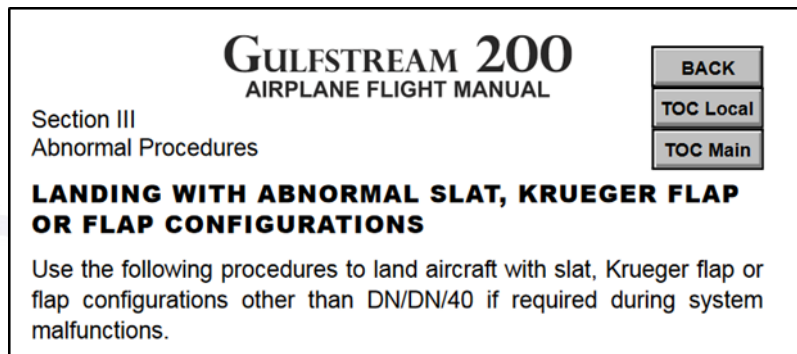 GULFSTREAM 200
AIRPLANE FLIGHT MANUAL
BACK
TOC Local
TOC Main
Section III
Abnormal Procedures
LANDING WITH ABNORMAL SLAT, KRUEGER FLAP
OR FLAP CONFIGURATIONS
Use the following procedures to land aircraft with slat, Krueger flap or
flap configurations other than DN/DN/40 if required during system
malfunctions.